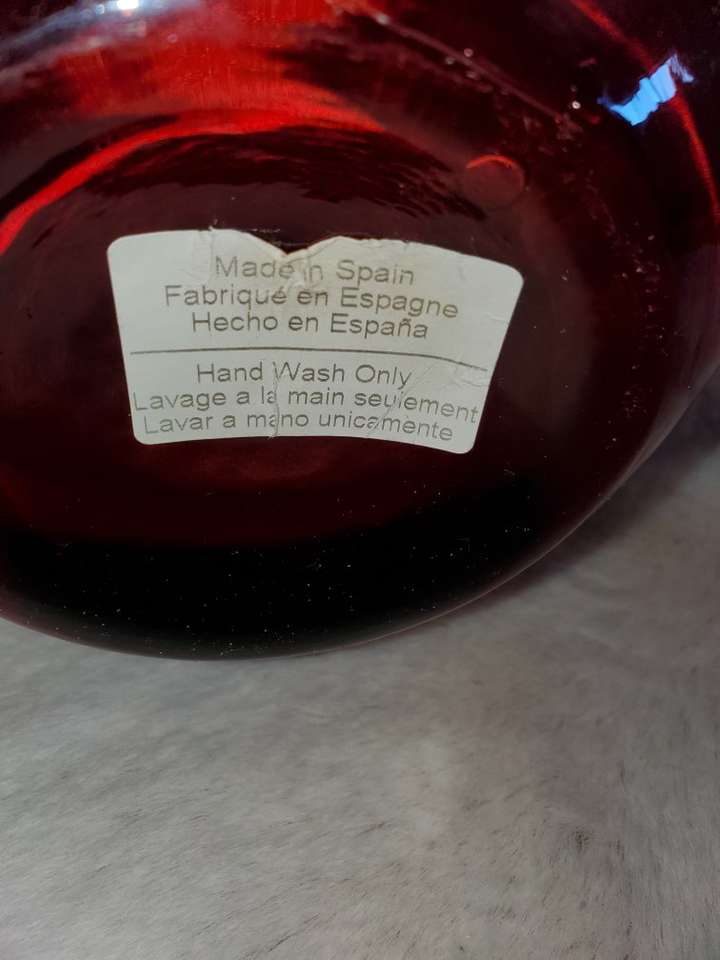 Made in Spain
Fabriqué en Espagne
Hecho en España
Hand Wash Only
Lavage a la main seulement
Lavar a mano unicamente